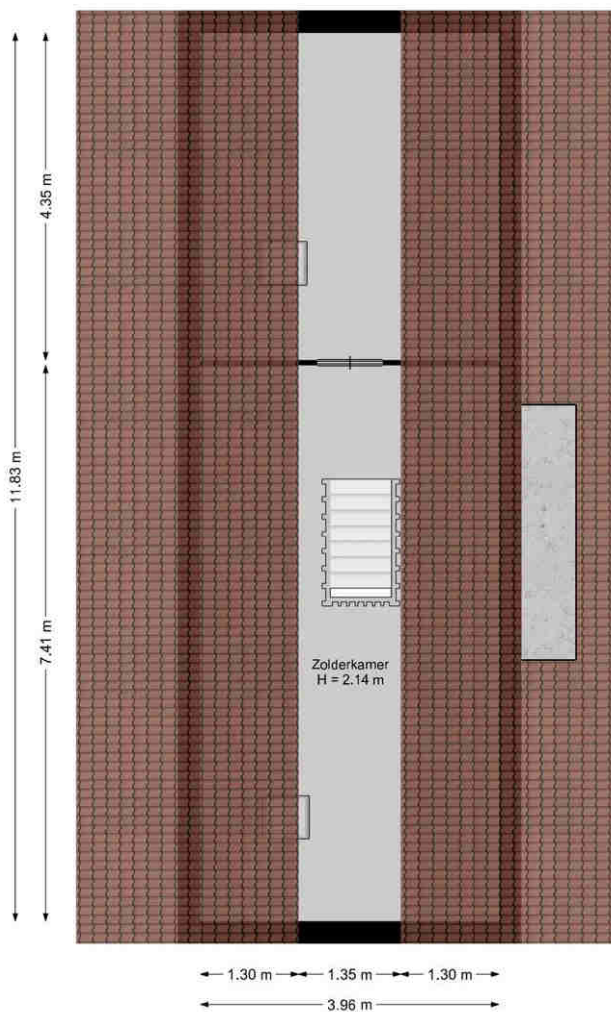 4.35 m
11.83 m
7.41 m
Zolderkamer
H = 2.14 m
1.30 m
1.35 m
1.30 m
3.96 m